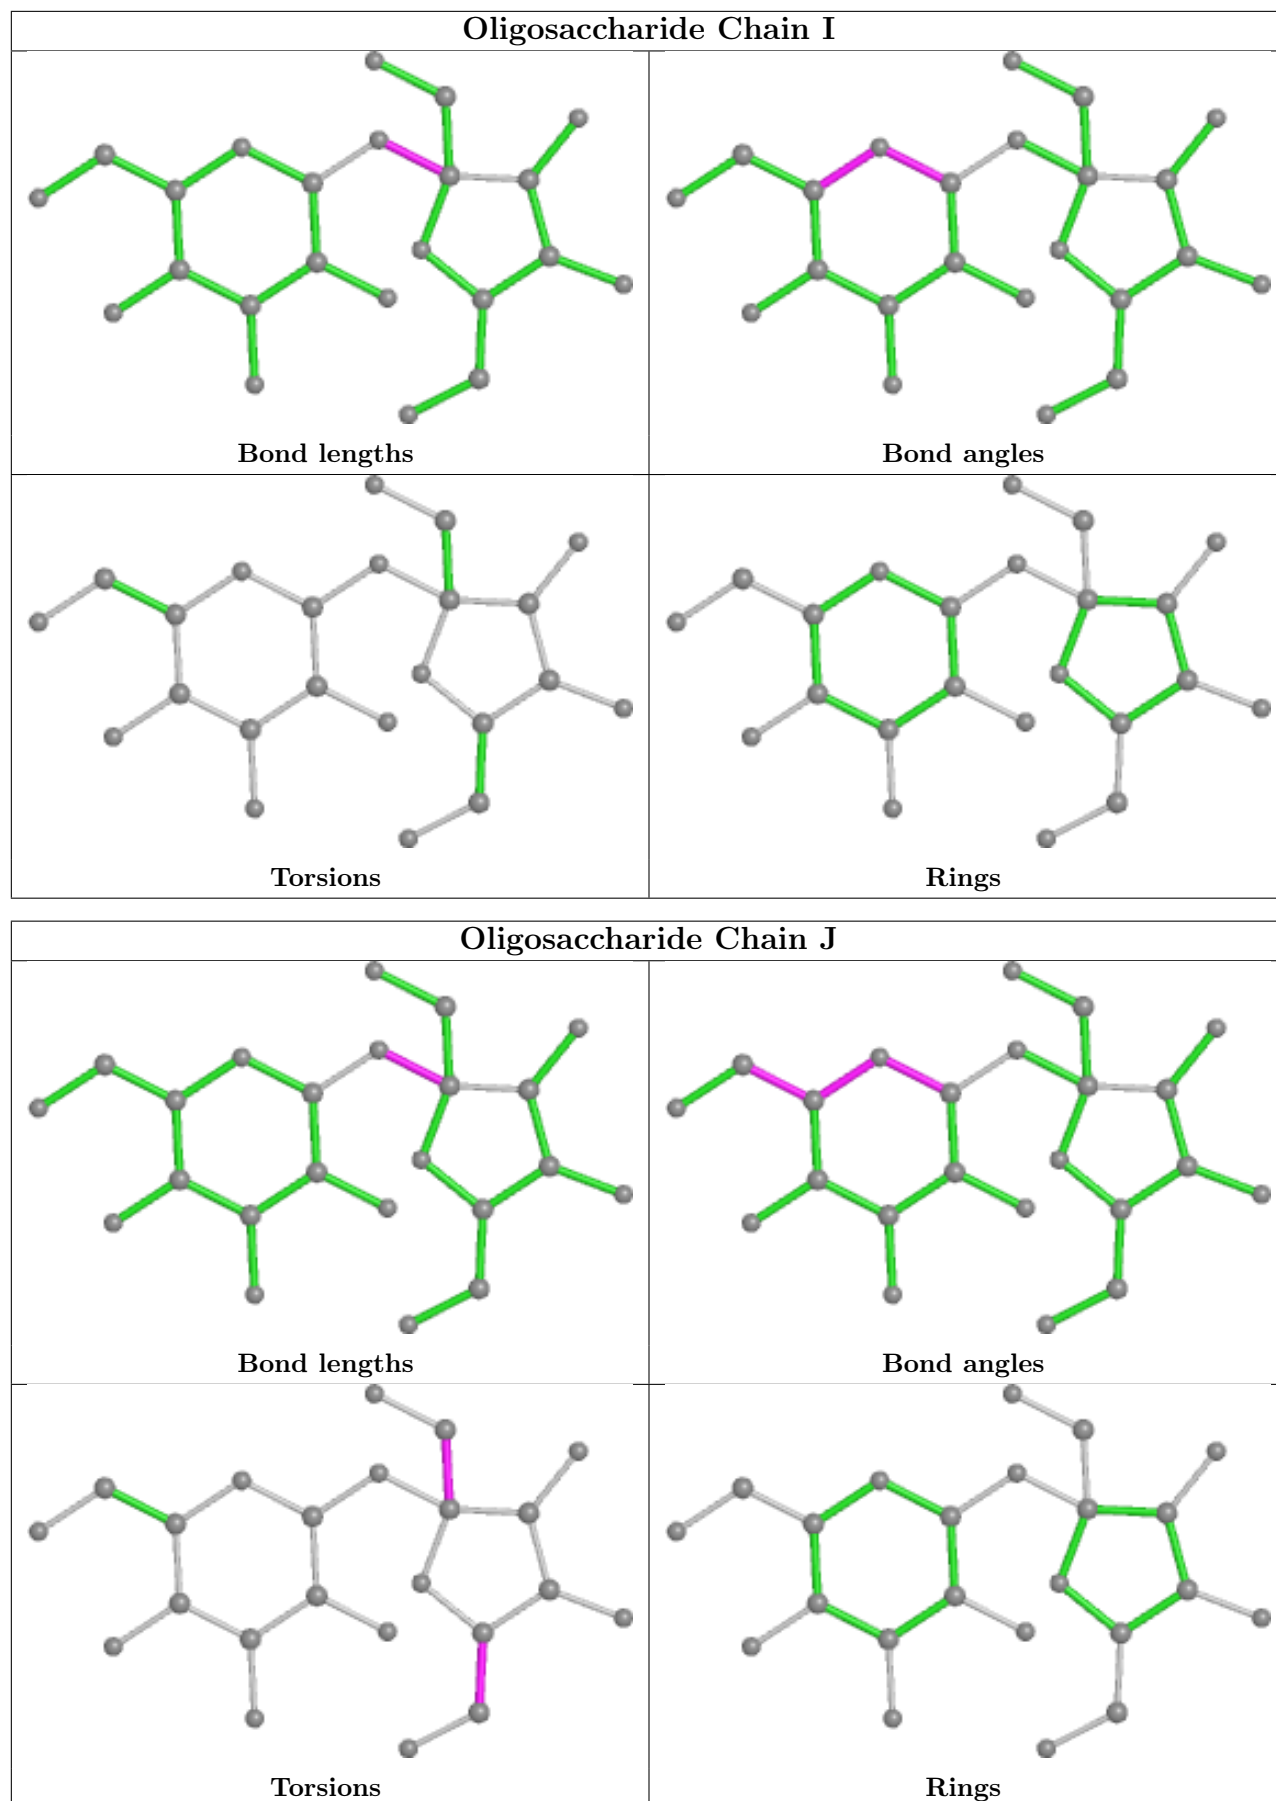 Oligosaccharide Chain I
Bond lengths
Bond angles
Torsions
Rings
Oligosaccharide Chain J
Bond lengths
Bond angles
Torsions
Rings